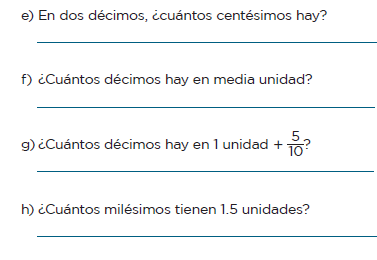 e) En dos décimos, ¿cuántos centésimos hay?
f) ¿Cuántos décimos hay en media unidad?
g) ¿Cuántos décimos hay en 1 unidad + 5/10?
h) ¿Cuántos milésimos tienen 1.5 unidades?